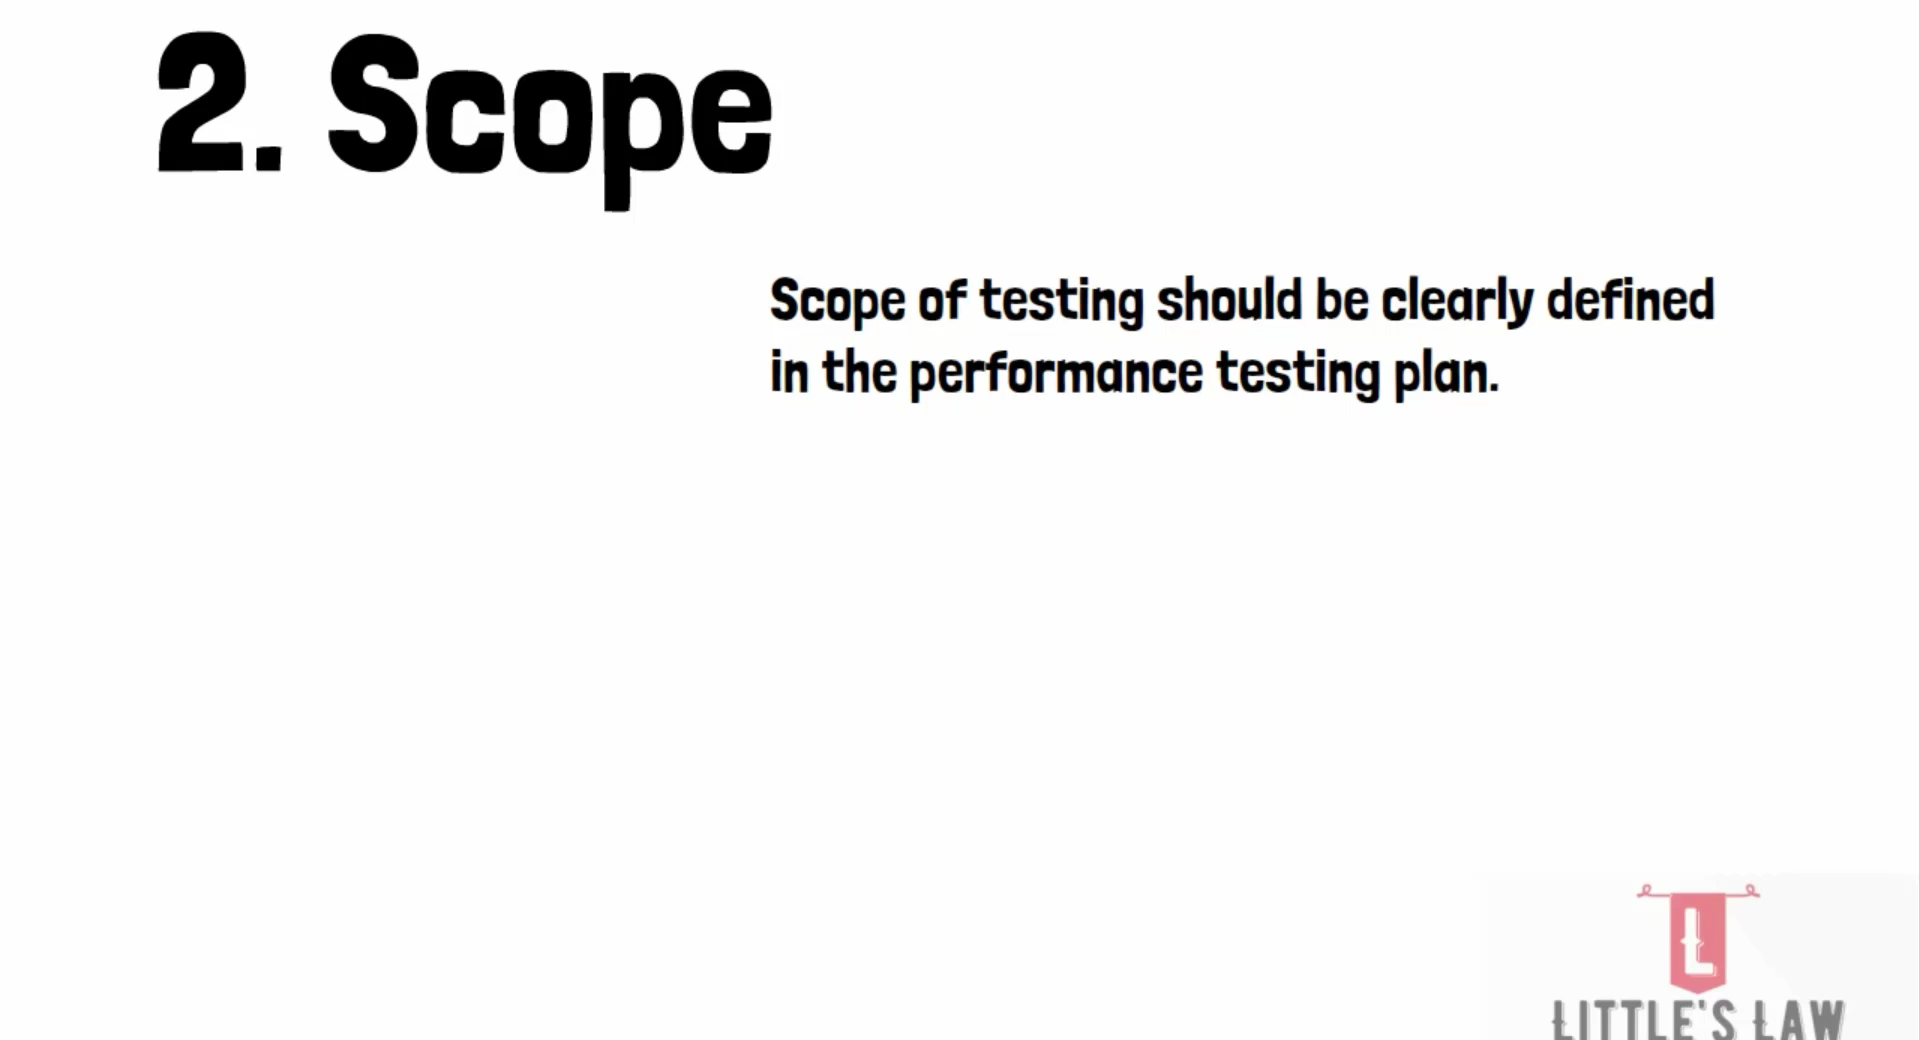 2. Scope
Scope of testing should be clearly defined
in the performance testing plan.
L
LITTLE'S LAW